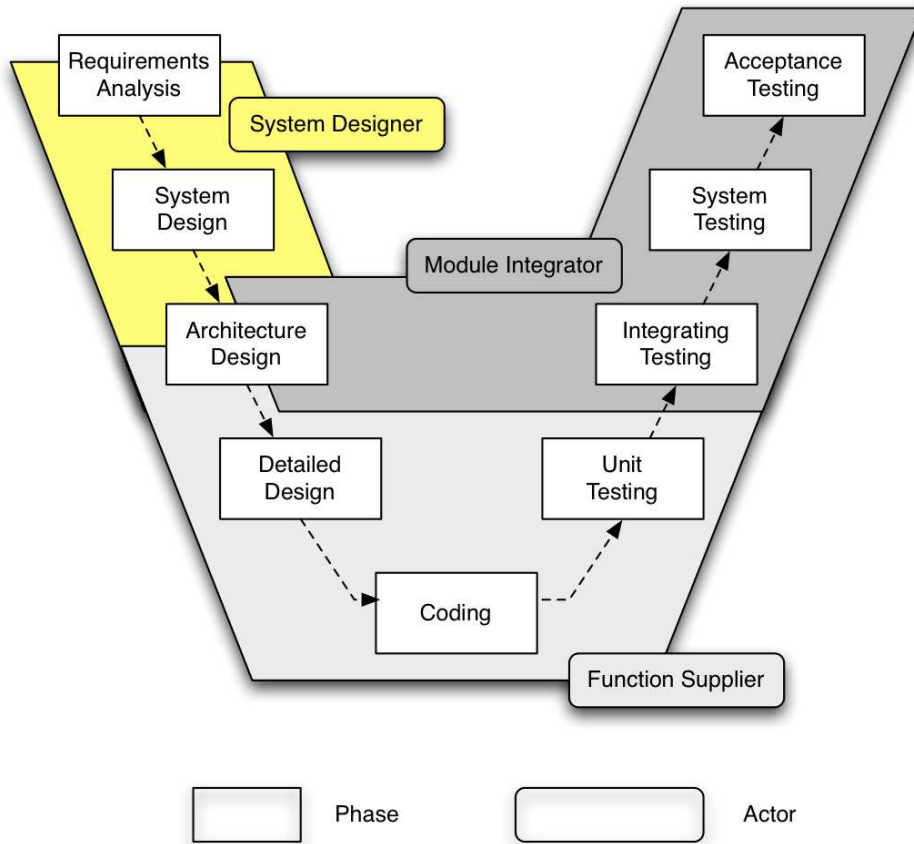 Requirements
Analysis
Acceptance
Testing
System Designer
System
Design
System
Testing
Module Integrator
Architecture
Design
Integrating
Testing
Detailed
Design
Unit
Testing
Coding
Function Supplier
Phase
Actor